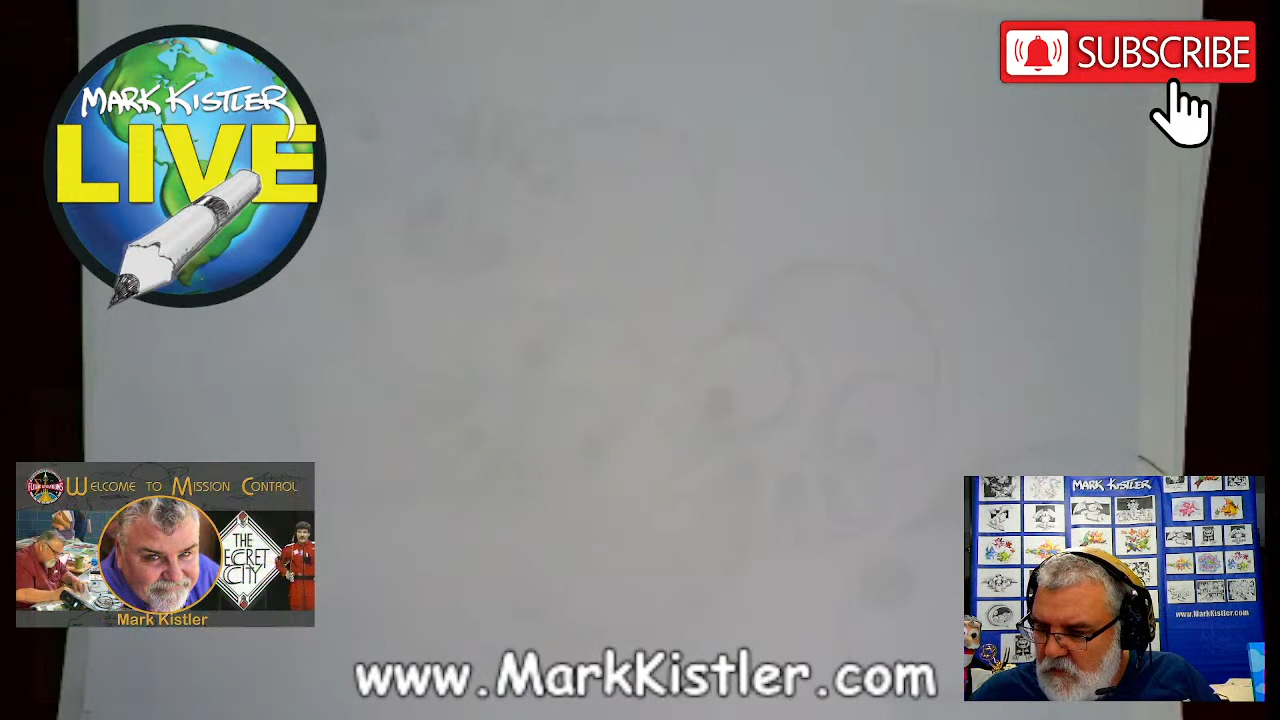 MARK KISTLER
LIVE
SUBSCRIBE
WELCOME TO MISSION CONTROL
THE
SECRET
CITY
Mark Kistler
MARK KISTLER
www.MarkKistler.com
www.MarkKistler.com